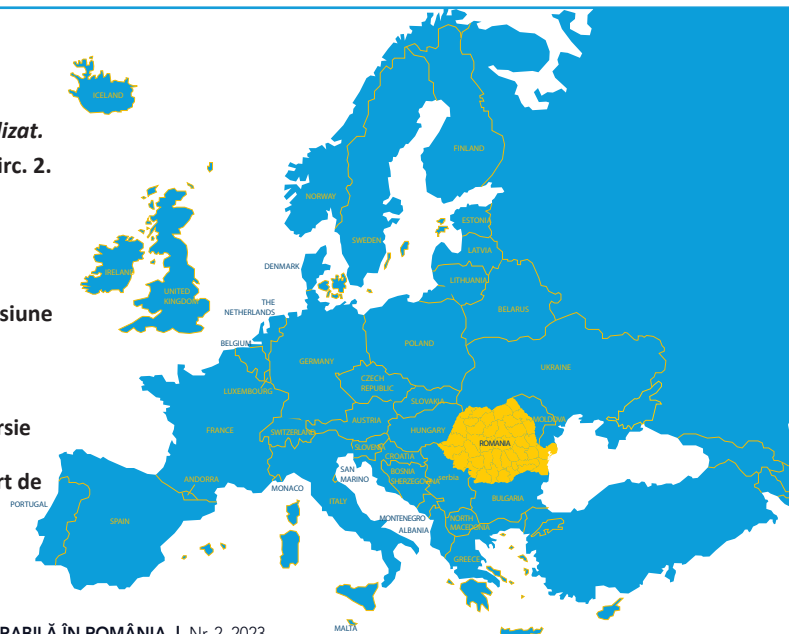 lizat.
irc. 2.
siune
rsie
rt de
ICELAND
FINLAND
NORWAY
SWEDEN
ESTONIA
LATVIA
LITHUANIA
DENMARK
IRELAND
UNITED
KINGDOM
THE
NETHERLANDS
BELARUS
BELGIUM
POLAND
GERMANY
UKRAINE
CZECH
REPUBLIC
LUXEMBOURG
SLOVAKIA
AUSTRIA
MOLDOVA
FRANCE
SWITZERLAND
HUNGARY
ROMANIA
SLOVENIA
CROATIA
SAN
MARINO
BOSNIA
SHERZEGOVINA
serbia
ANDORRA
MONACO
ITALY
PORTUGAL
SPAIN
BULGARIA
MONTENEGRO
NORTH
MACEDONIA
ALBANIA
GREECE
MALTA
RABILĂ ÎN ROMÂNIA | Nr. 2, 2023